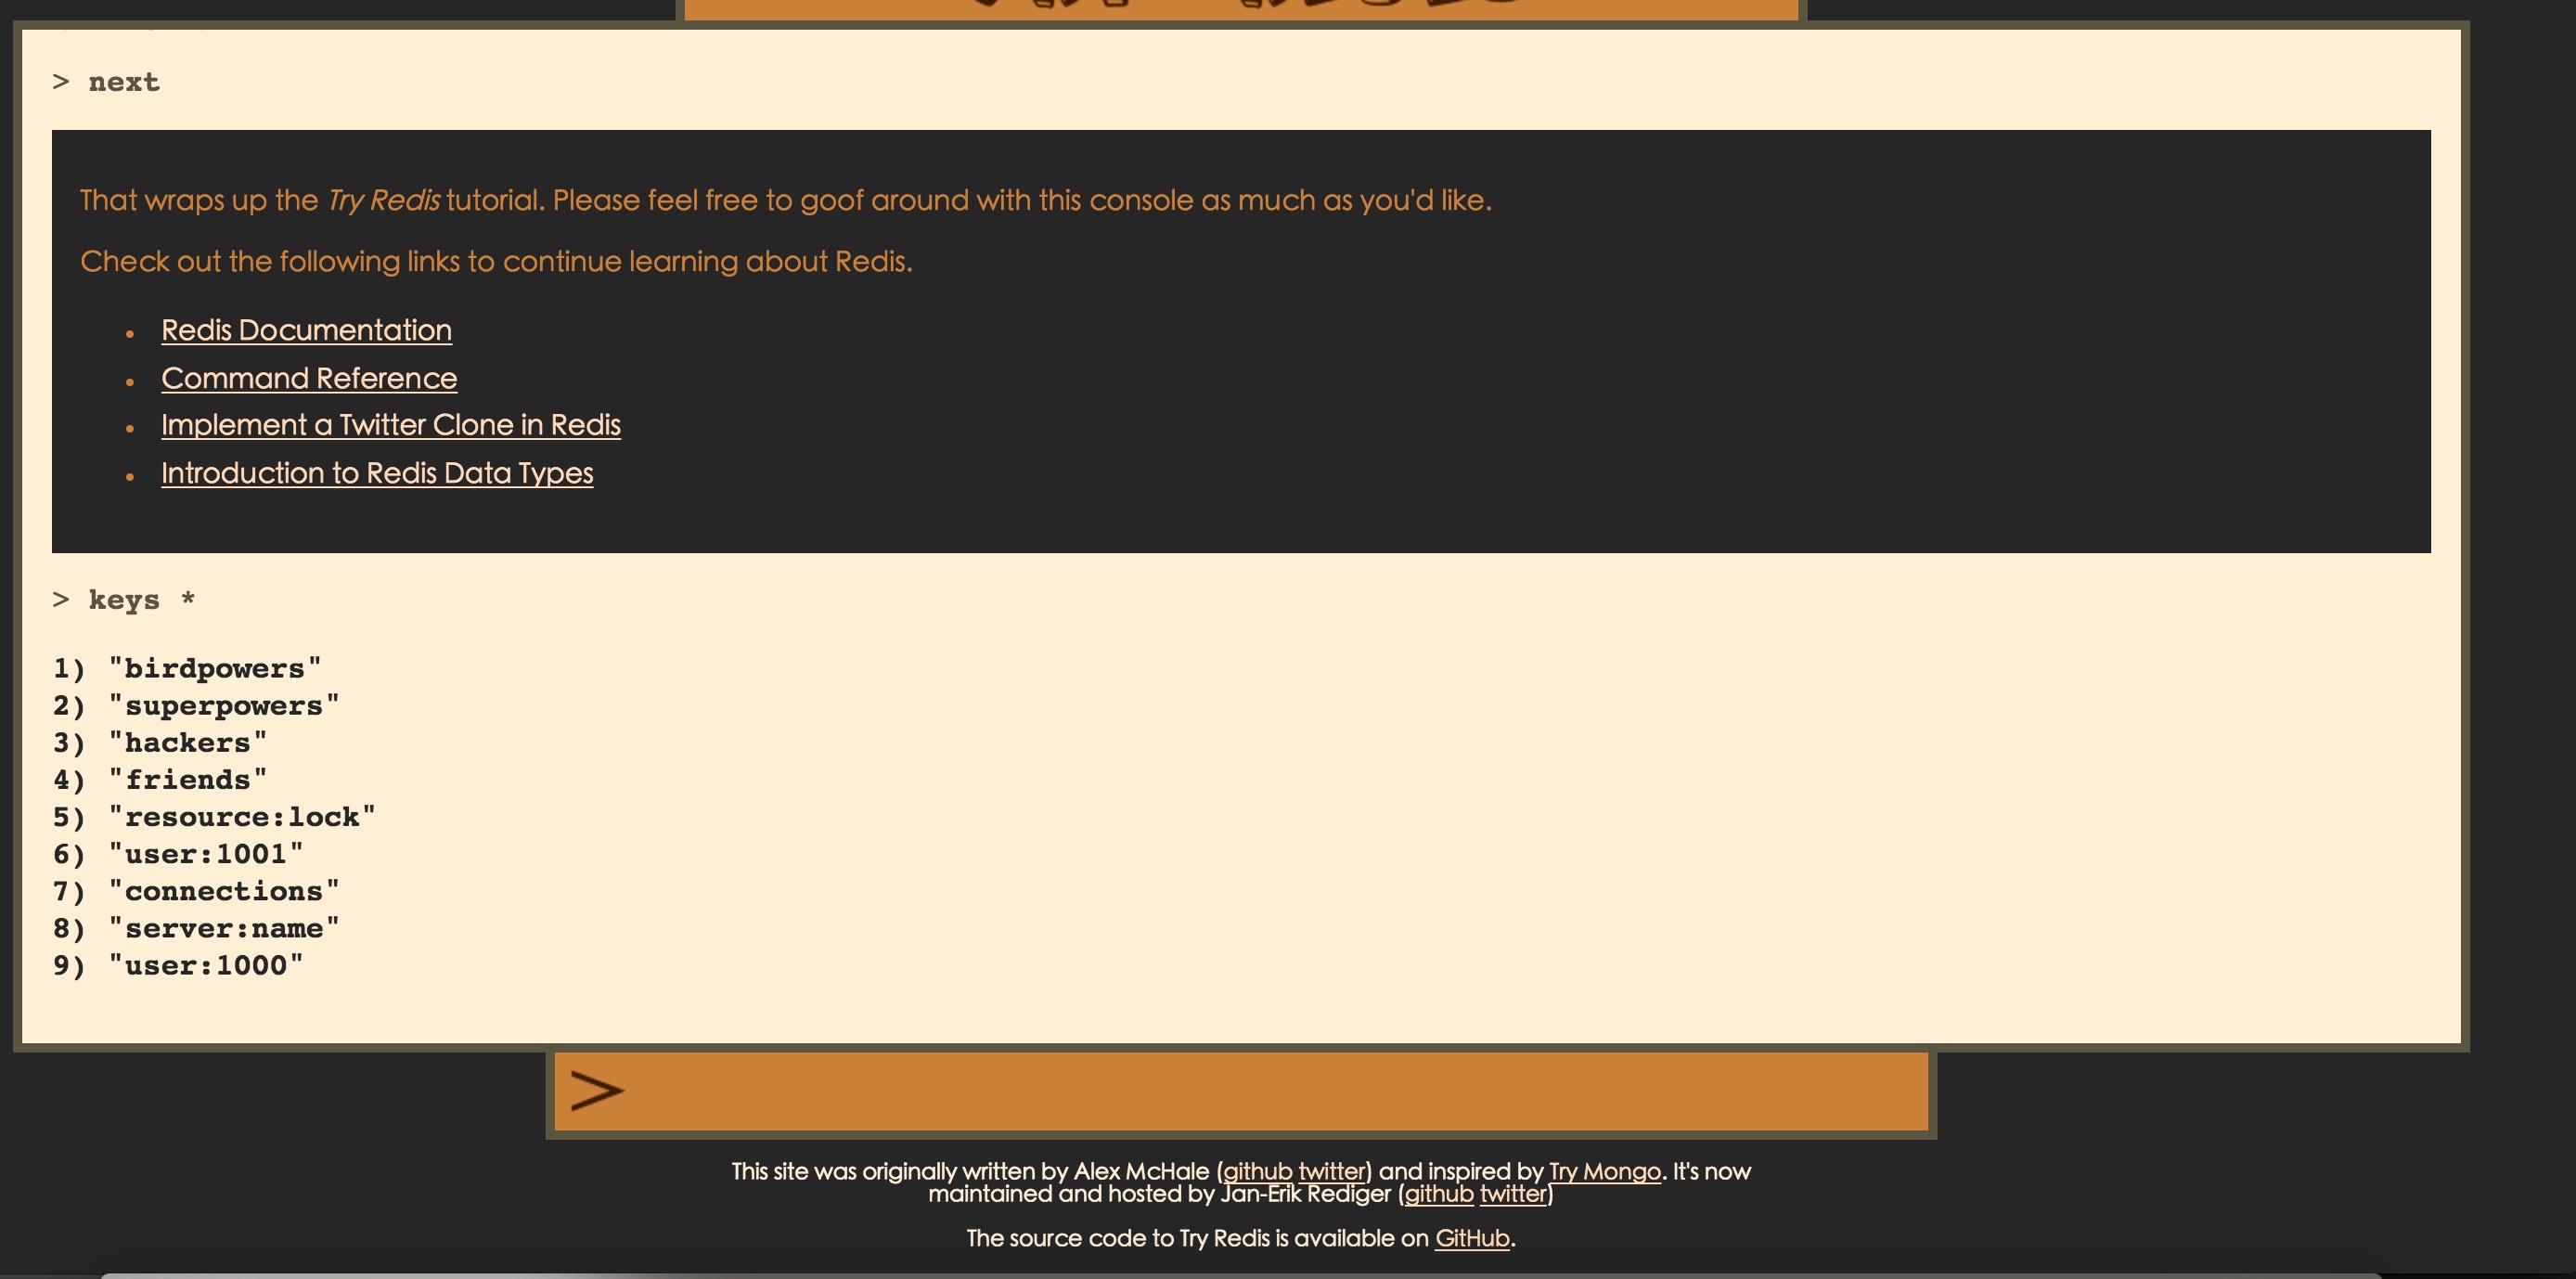 > next
That wraps up the Try Redis tutorial. Please feel free to goof around with this console as much as you'd like.
Check out the following links to continue learning about Redis.
• Redis Documentation
• Command Reference
• Implement a Twitter Clone in Redis
• Introduction to Redis Data Types
> keys *
1) "birdpowers"
2) "superpowers"
3) "hackers"
4) "friends"
5) "resource:lock"
6) "user:1001"
7) "connections"
8) "server:name"
9) "user:1000"
>
This site was originally written by Alex McHale (github twitter) and inspired by Try Mongo. It's now
maintained and hosted by Jan-Erik Rediger (github twitter)
The source code to Try Redis is available on GitHub.